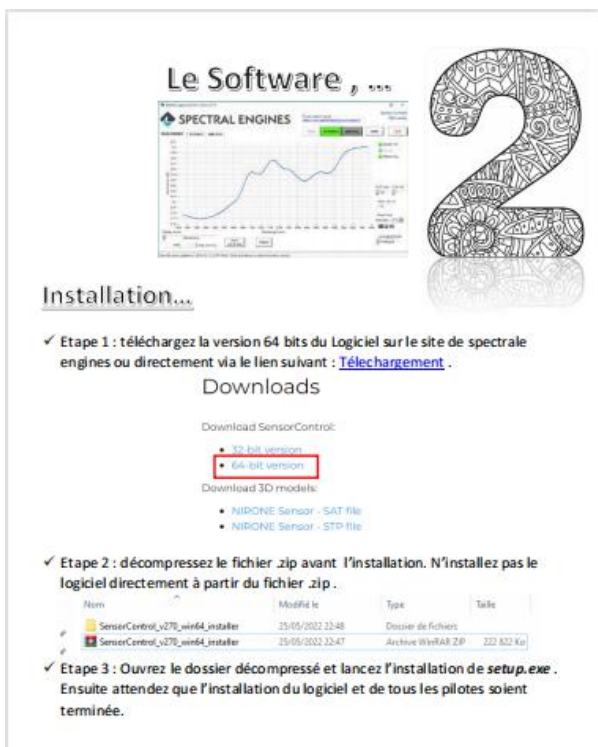 Le Software , ...
SPECTRAL ENGINES
2
Installation...
✓ Etape 1 : téléchargez la version 64 bits du Logiciel sur le site de spectrale
engines ou directement via le lien suivant : Télechargement .
Downloads
Download SensorControl:
• 32-bit version
• 64-bit version
Download 3D models:
• NIRONE Sensor - SAT file
• NIRONE Sensor - STP file
✓ Etape 2 : décompressez le fichier .zip avant l'installation. N'installez pas le
logiciel directement à partir du fichier .zip .
Nom Modifié le Type Taille
SensorControl_v270_win64_installer 25/05/2022 22:48 Dossier de fichiers
SensorControl_v270_win64_installer 25/05/2022 22:47 Archive WinRAR ZIP 222 822 Ko
✓ Etape 3 : Ouvrez le dossier décompressé et lancez l'installation de setup.exe .
Ensuite attendez que l'installation du logiciel et de tous les pilotes soient
terminée.